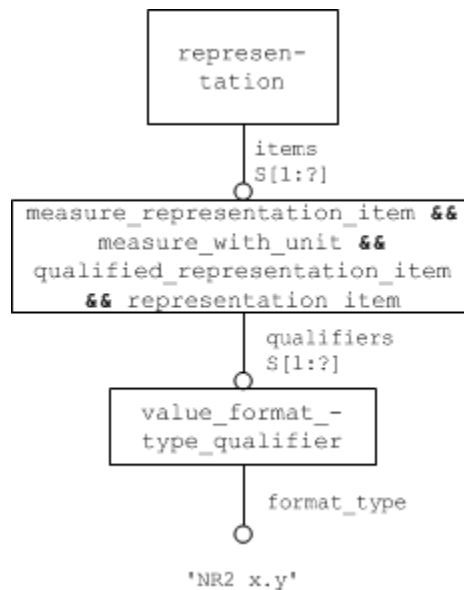 represen-
tation
items
S[1:?]
measure_representation_item &&
measure_with_unit &&
qualified_representation_item
&& representation item
qualifiers
S[1:?]
value_format_-
type_qualifier
format_type
'NR2 x.y'